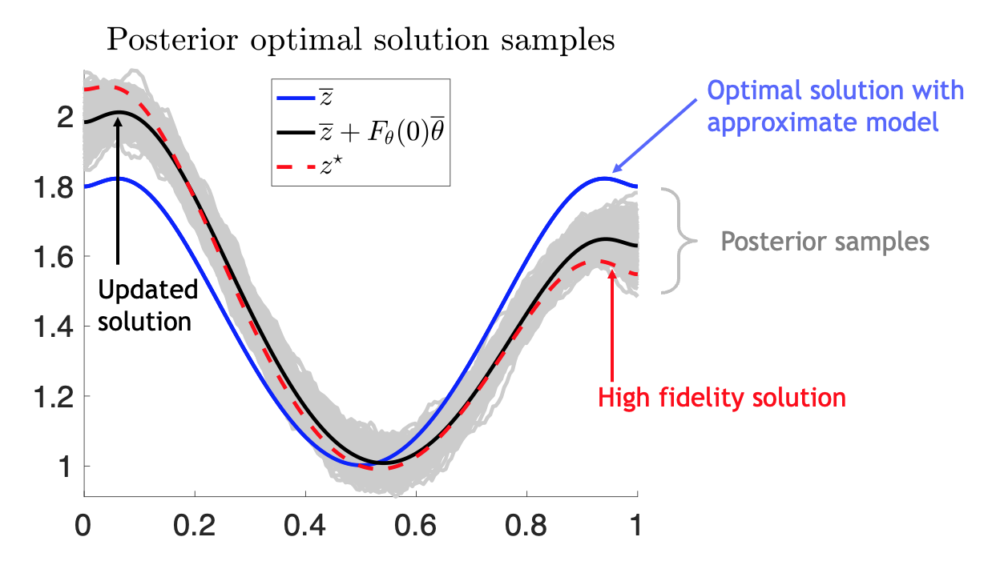 Posterior optimal solution samples
z̅
z̅ + F_θ(0)θ̅
z⋆
Optimal solution with
approximate model
Posterior samples
Updated
solution
High fidelity solution
2
1.8
1.6
1.4
1.2
1
0 0.2 0.4 0.6 0.8 1